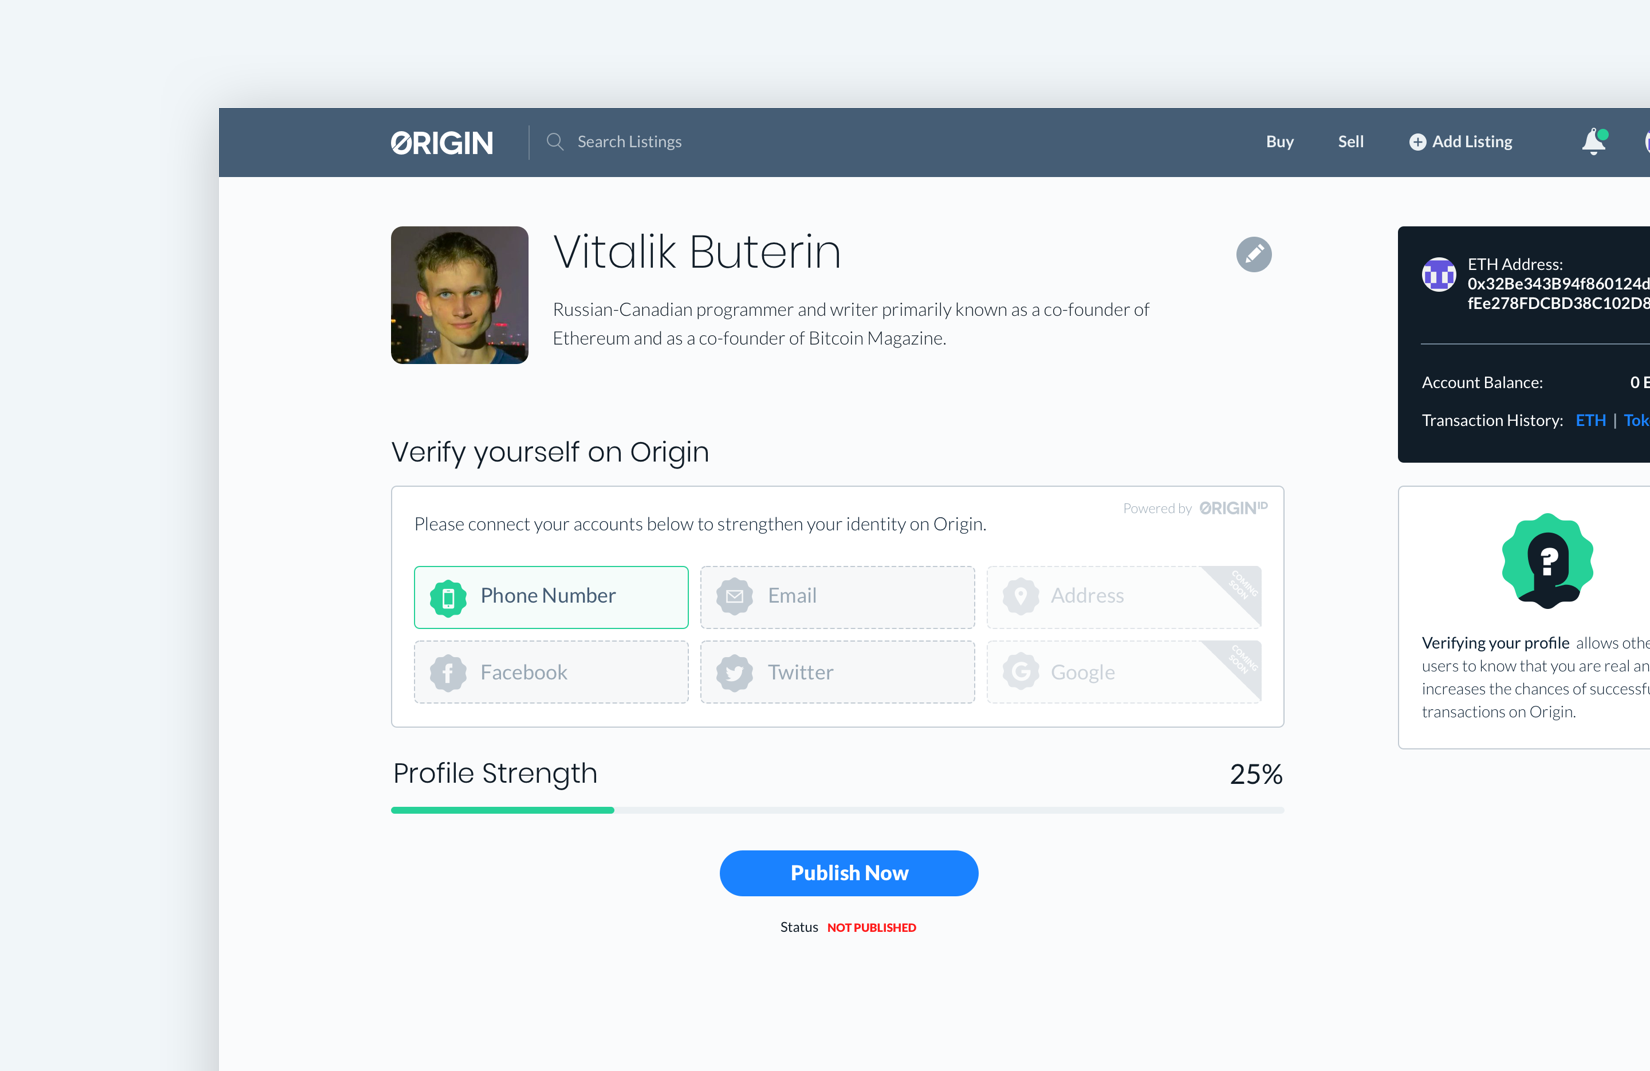 ORIGIN
Search Listings
Buy
Sell
Add Listing
Vitalik Buterin
Russian-Canadian programmer and writer primarily known as a co-founder of
Ethereum and as a co-founder of Bitcoin Magazine.
ETH Address:
0x32Be343B94f860124d
fEe278FDCBD38C102D8
Account Balance:
0
Transaction History:
ETH | Tok
Verify yourself on Origin
Powered by ORIGIN ID
Please connect your accounts below to strengthen your identity on Origin.
Phone Number
Email
Address
COMING
SOON
Facebook
Twitter
Google
COMING
SOON
?
Verifying your profile allows othe
users to know that you are real an
increases the chances of successfu
transactions on Origin.
Profile Strength
25%
Publish Now
Status NOT PUBLISHED